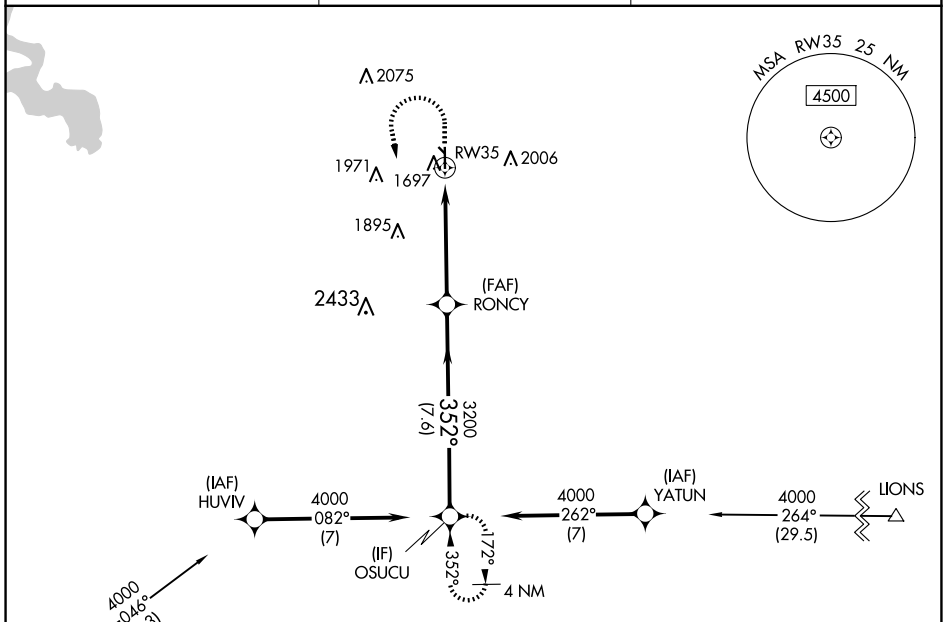 MSA RW35 25 NM
4500
2075
RW35
2006
1971
1697
1895
(FAF)
RONCY
2433
3200
352°
(7.6)
(IAF)
HUVIV
4000
082°
(7)
(IF)
OSUCU
4000
262°
(7)
(IAF)
YATUN
4000
264°
(29.5)
LIONS
172°
352°
4 NM
4000
046°